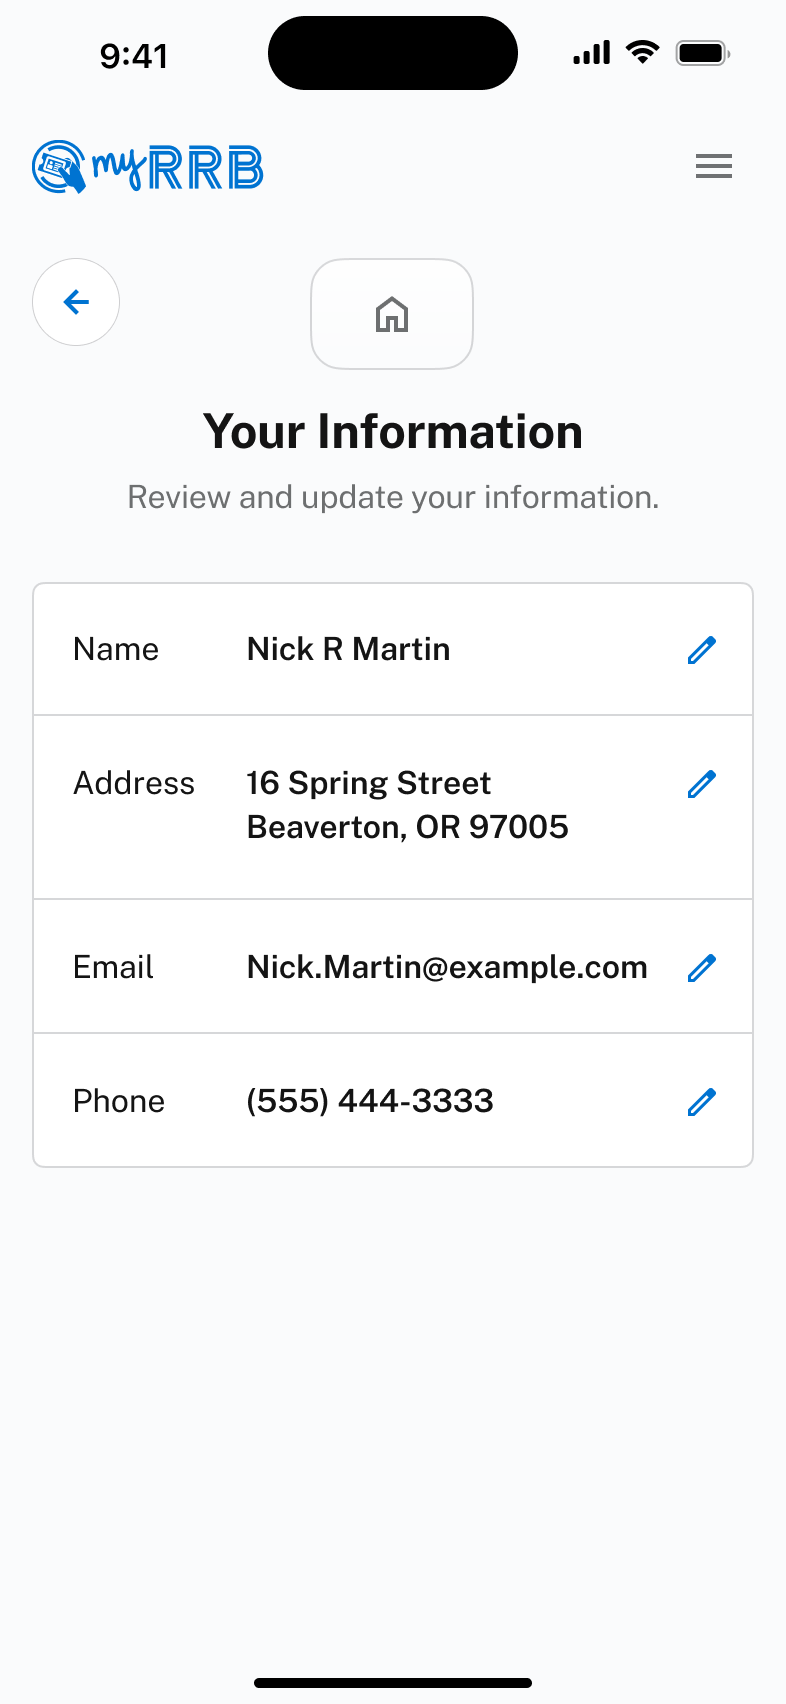 9:41
myRRB
Your Information
Review and update your information.
Name Nick R Martin
Address 16 Spring Street
Beaverton, OR 97005
Email Nick.Martin@example.com
Phone (555) 444-3333